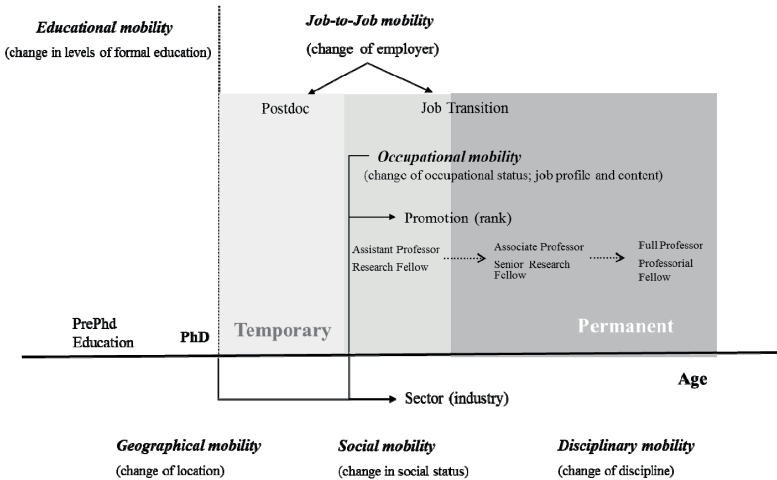 Educational mobility
(change in levels of formal education)
Job-to-Job mobility
(change of employer)
Postdoc
Job Transition
Occupational mobility
(change of occupational status; job profile and content)
Promotion (rank)
Assistant Professor
Research Fellow
Associate Professor
Senior Research
Fellow
Full Professor
Professorial
Fellow
PrePhd
Education
PhD
Temporary
Permanent
Age
Sector (industry)
Geographical mobility
(change of location)
Social mobility
(change in social status)
Disciplinary mobility
(change of discipline)